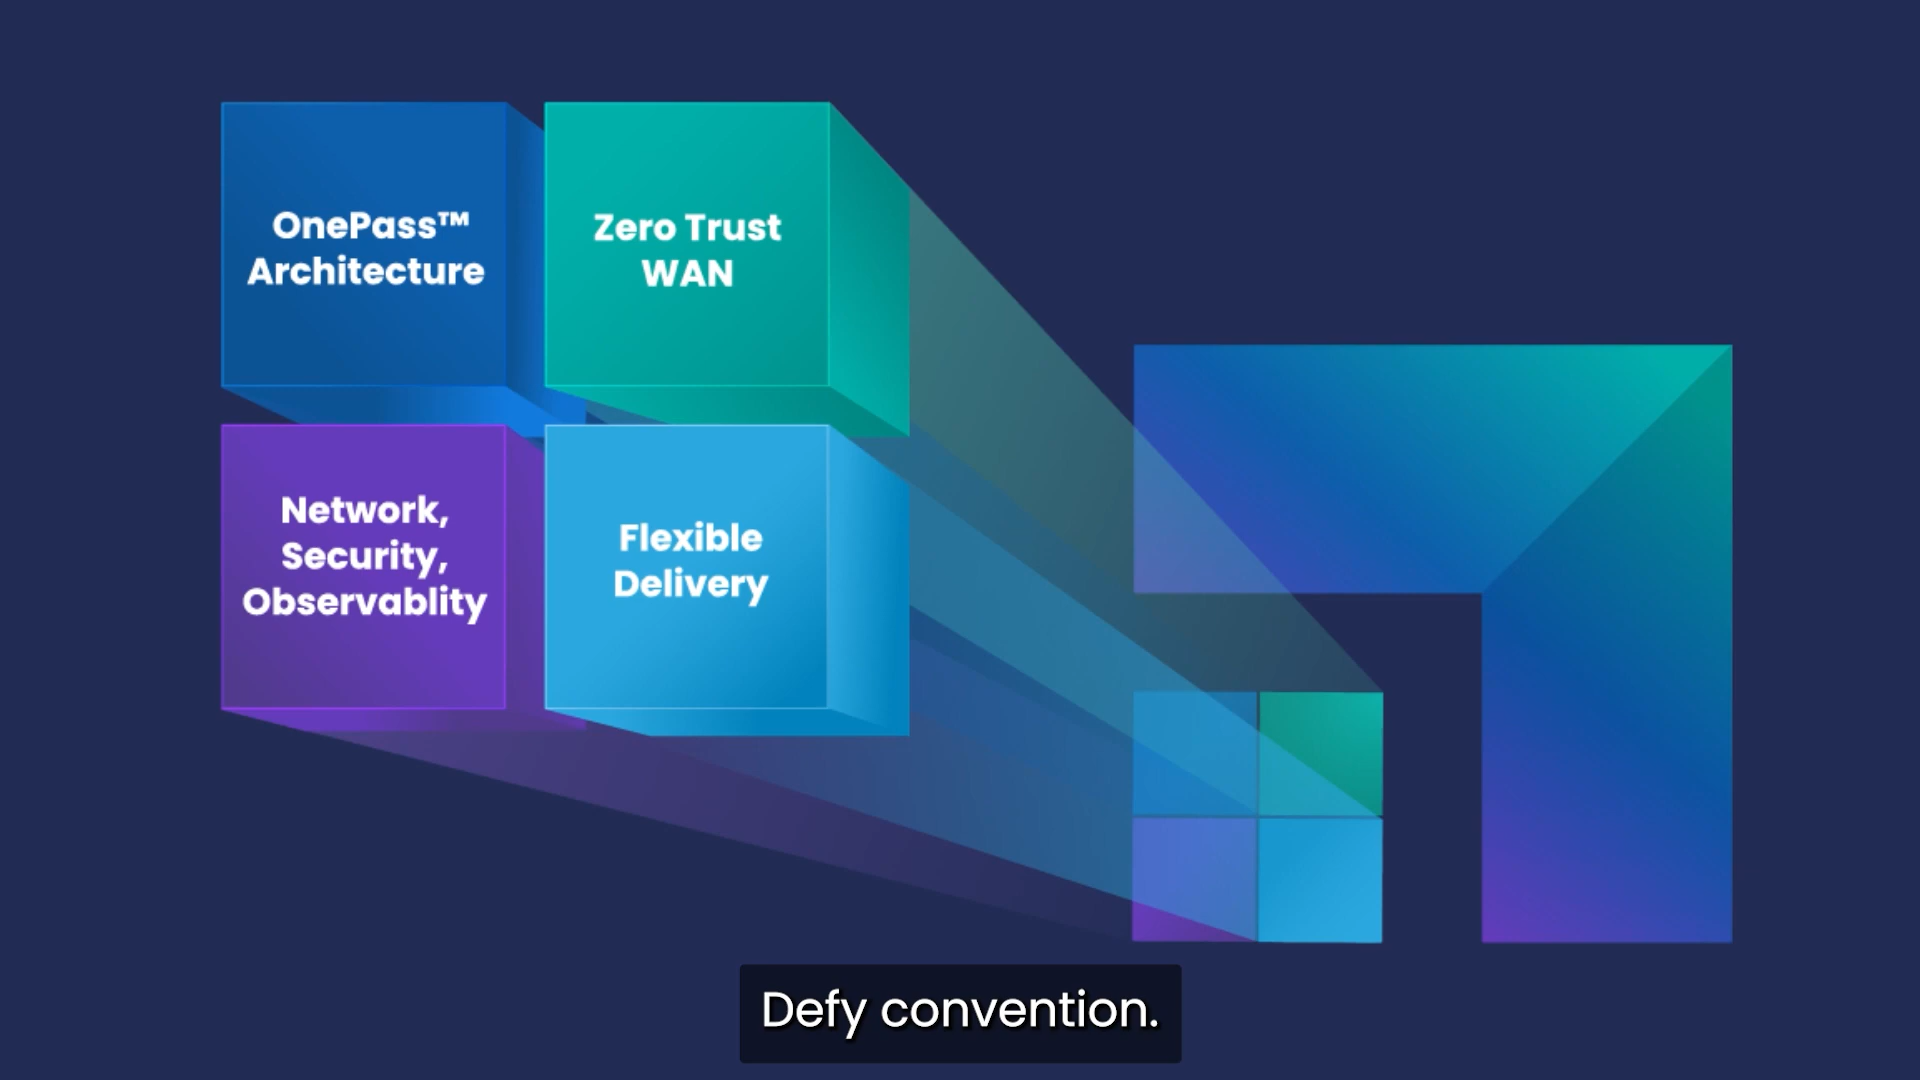 OnePass™
Architecture
Zero Trust
WAN
Network,
Security,
Observablity
Flexible
Delivery
Defy convention.